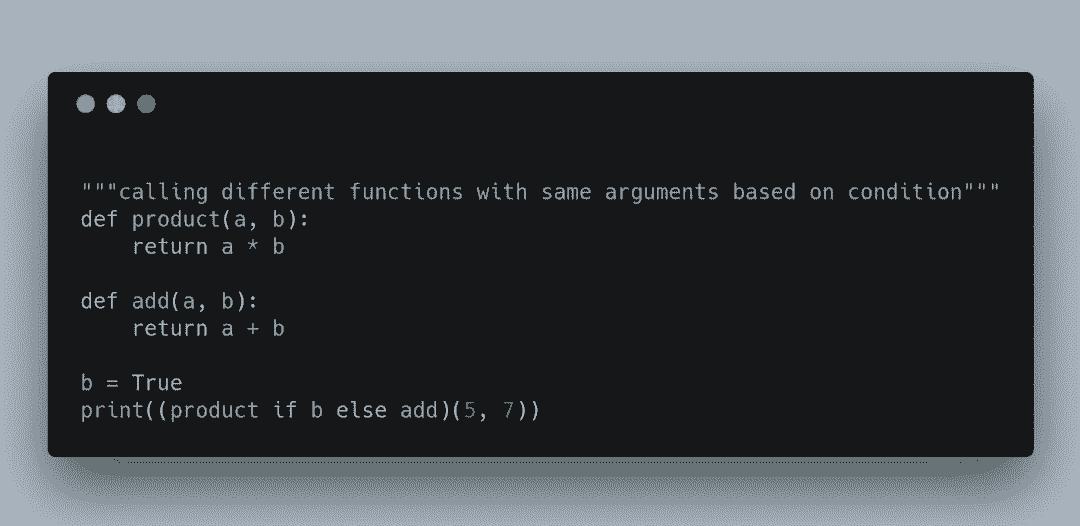 """calling different functions with same arguments based on condition"""
def product(a, b):
    return a * b
def add(a, b):
    return a + b
b = True
print((product if b else add)(5, 7))